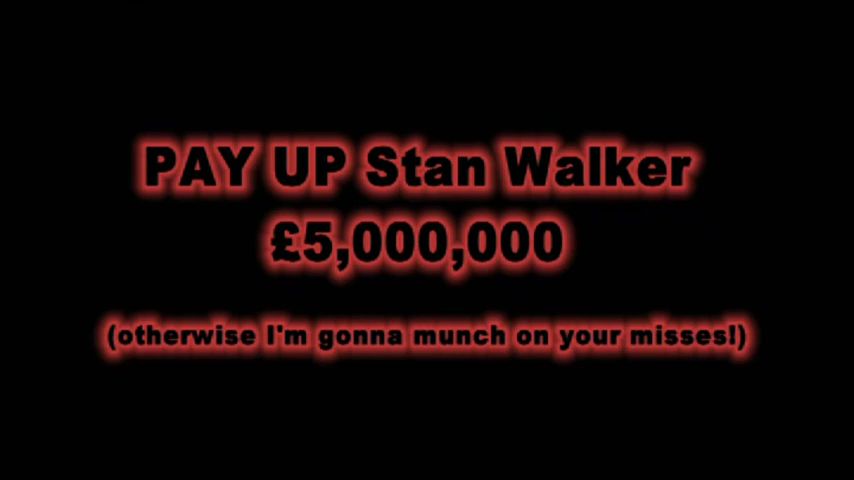 PAY UP Stan Walker
£5,000,000
(otherwise I'm gonna munch on your misses!)